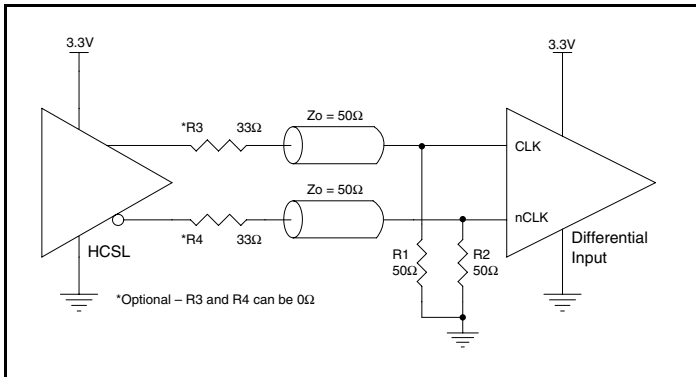 3.3V
3.3V
*R3
33Ω
Zo = 50Ω
CLK
Zo = 50Ω
nCLK
*R4
33Ω
HCSL
R1
50Ω
R2
50Ω
Differential
Input
*Optional – R3 and R4 can be 0Ω